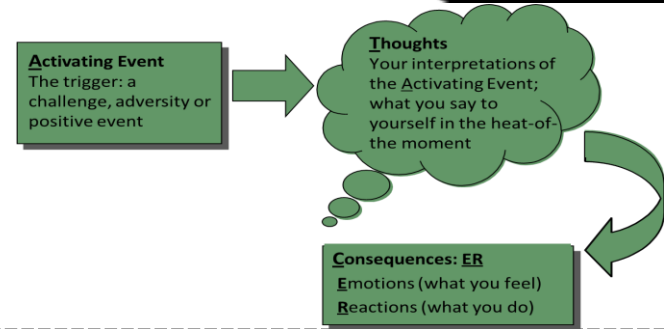 Activating Event
The trigger: a
challenge, adversity or
positive event
Thoughts
Your interpretations of
the Activating Event;
what you say to
yourself in the heat-of-
the moment
Consequences: ER
Emotions (what you feel)
Reactions (what you do)